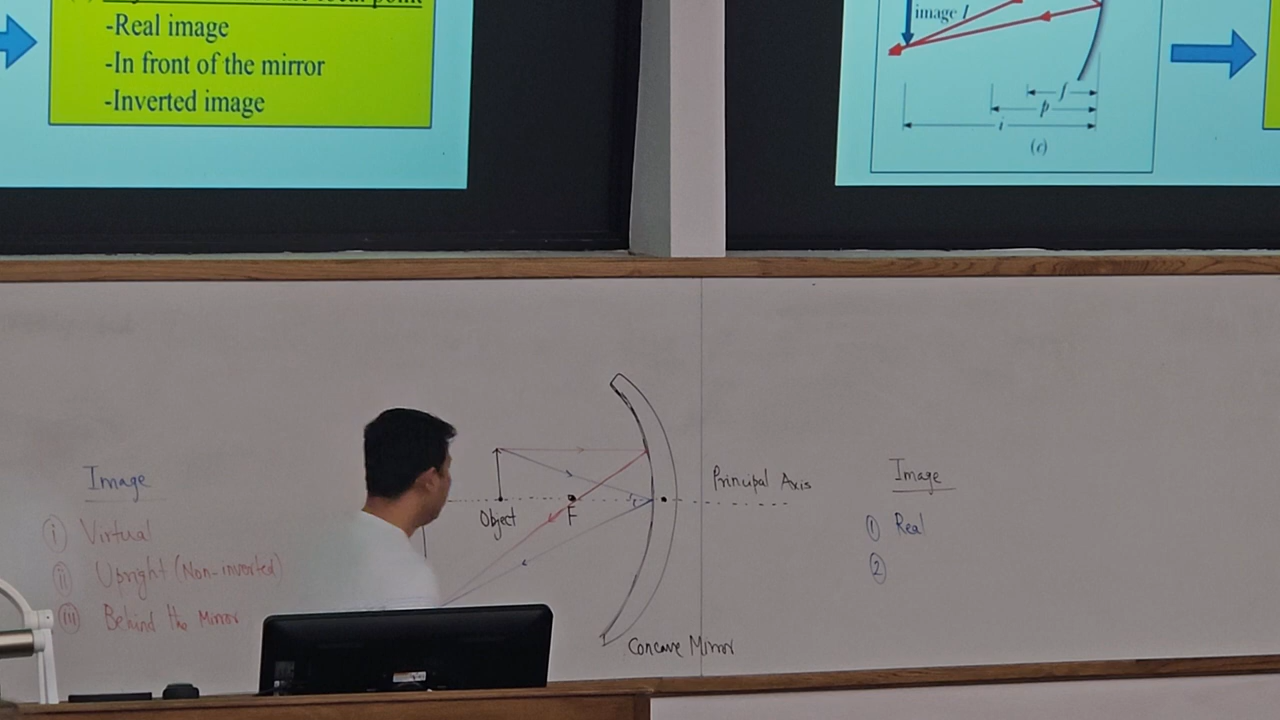 -Real image
-In front of the mirror
-Inverted image
image I
f
p
i
(c)
Image
i Virtual
ii Upright (Non-inverted)
iii Behind the Mirror
Object
F
Principal Axis
Concave Mirror
Image
1 Real
2